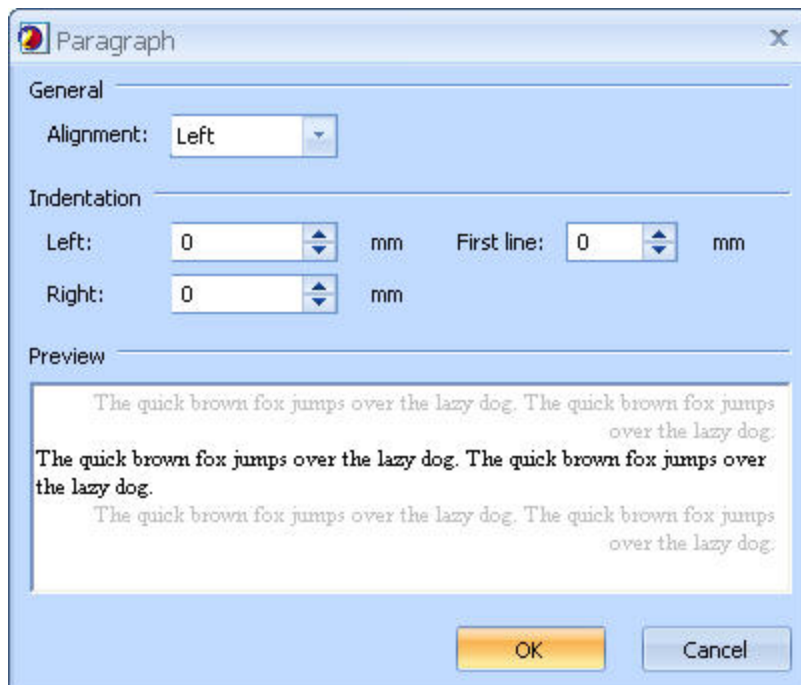 Paragraph
General
Alignment: Left
Indentation
Left: 0 mm First line: 0 mm
Right: 0 mm
Preview
The quick brown fox jumps over the lazy dog. The quick brown fox jumps
over the lazy dog.
The quick brown fox jumps over the lazy dog. The quick brown fox jumps over
the lazy dog.
The quick brown fox jumps over the lazy dog. The quick brown fox jumps
over the lazy dog.
OK Cancel